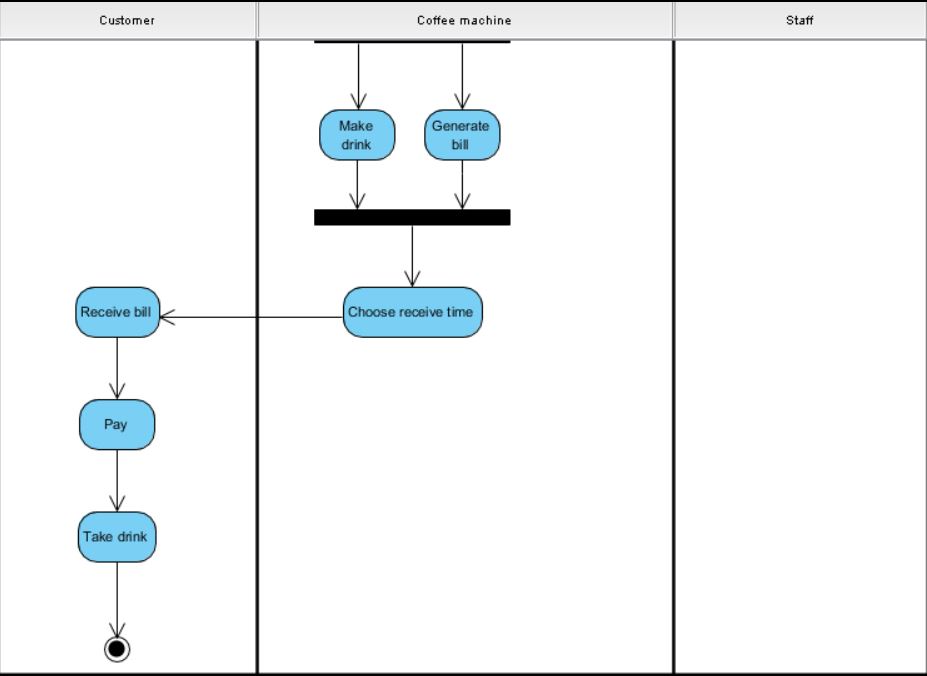 Customer
Coffee machine
Staff
Make
drink
Generate
bill
Receive bill
Choose receive time
Pay
Take drink